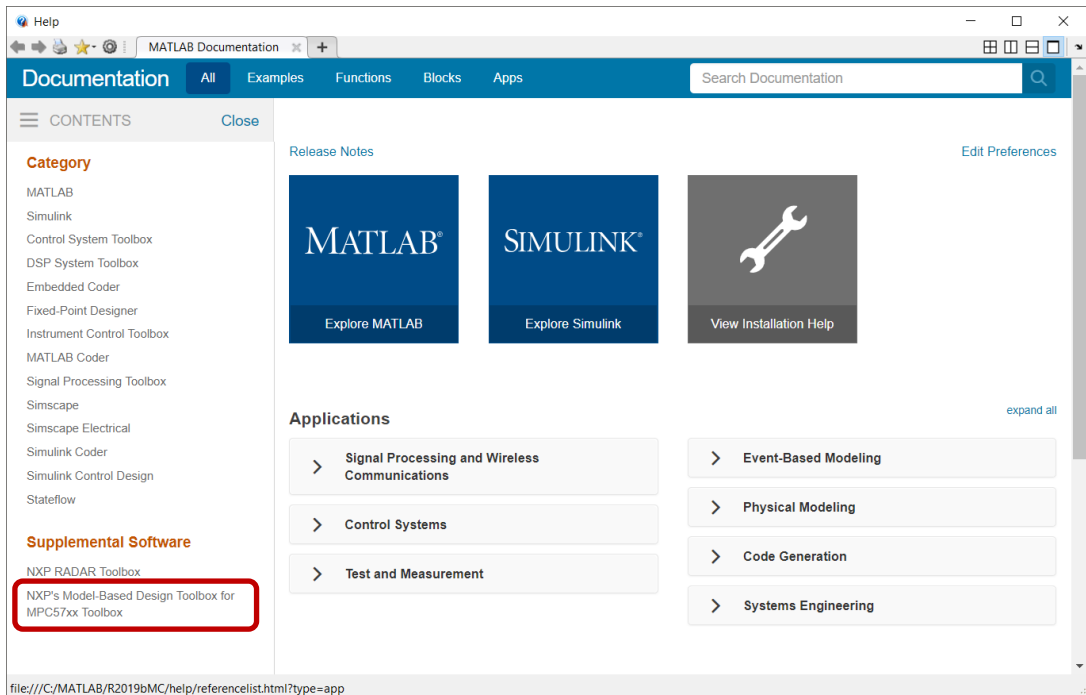 Help
MATLAB Documentation
Documentation All Examples Functions Blocks Apps Search Documentation
CONTENTS Close
Release Notes Edit Preferences
Category
MATLAB
Simulink
Control System Toolbox
DSP System Toolbox
Embedded Coder
Fixed-Point Designer
Instrument Control Toolbox
MATLAB Coder
Signal Processing Toolbox
Simscape
Simscape Electrical
Simulink Coder
Simulink Control Design
Stateflow
Supplemental Software
NXP RADAR Toolbox
NXP's Model-Based Design Toolbox for
MPC57xx Toolbox
MATLAB®
Explore MATLAB
SIMULINK®
Explore Simulink
View Installation Help
Applications
expand all
Signal Processing and Wireless
Communications
Control Systems
Test and Measurement
Event-Based Modeling
Physical Modeling
Code Generation
Systems Engineering
file:///C:/MATLAB/R2019bMC/help/referencelist.html?type=app